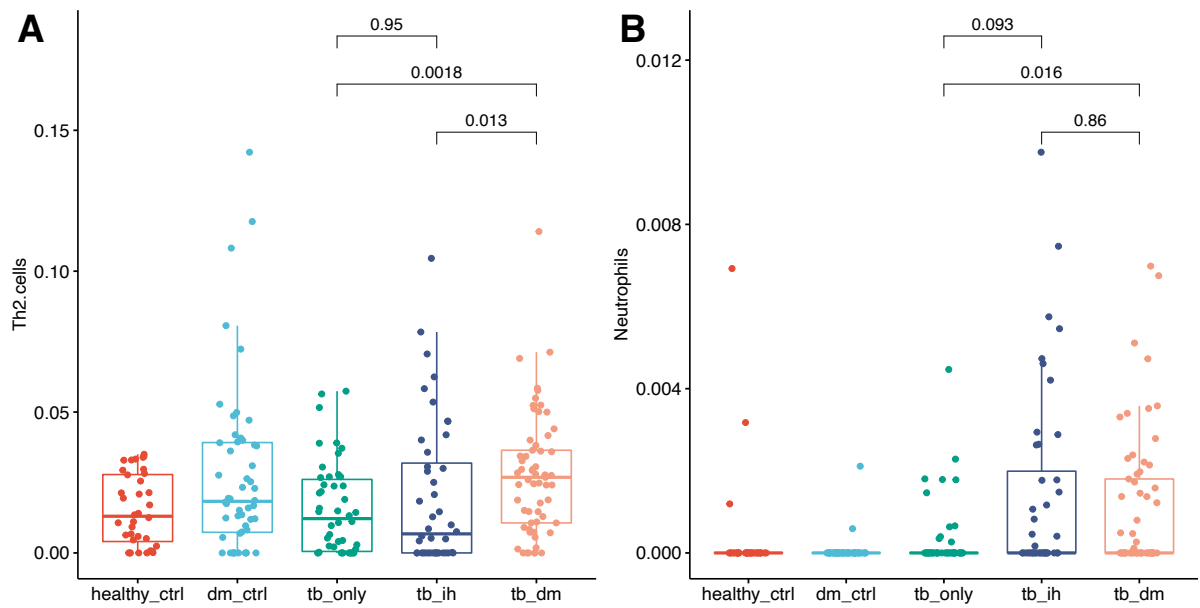 A
Th2.cells
0.15
0.10
0.05
0.00
0.95
0.0018
0.013
healthy_ctrl dm_ctrl tb_only tb_ih tb_dm
B
Neutrophils
0.012
0.008
0.004
0.000
0.093
0.016
0.86
healthy_ctrl dm_ctrl tb_only tb_ih tb_dm